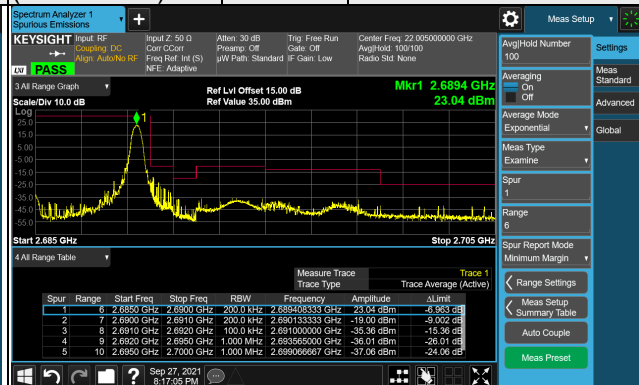 Spectrum Analyzer 1
Spurious Emissions
Meas Setup
KEYSIGHT
LXI
PASS
Input: RF
Coupling: DC
Align: Auto/No RF
Input Z: 50 Ω
Corr CCorr
Freq Ref: Int (S)
NFE: Adaptive
Atten: 30 dB
Preamp: Off
µW Path: Standard
Trig: Free Run
Gate: Off
IF Gain: Low
Center Freq: 22.005000000 GHz
Avg|Hold: 100/100
Radio Std: None
3 All Range Graph
Scale/Div 10.0 dB
Ref Lvl Offset 15.00 dB
Ref Value 35.00 dBm
Mkr1 2.6894 GHz
23.04 dBm
Log
25.0
15.0
5.00
-5.00
-15.0
-25.0
-35.0
-45.0
-55.0
1
Start 2.685 GHz
Stop 2.705 GHz
4 All Range Table
Measure Trace Trace 1
Trace Type Trace Average (Active)
Spur Range Start Freq Stop Freq RBW Frequency Amplitude ΔLimit
1 6 2.6850 GHz 2.6900 GHz 200.0 kHz 2.689408333 GHz 23.04 dBm -6.963 dB
2 7 2.6900 GHz 2.6910 GHz 200.0 kHz 2.690133333 GHz -19.00 dBm -9.002 dB
3 8 2.6910 GHz 2.6920 GHz 100.0 kHz 2.691000000 GHz -35.36 dBm -15.36 dB
4 9 2.6920 GHz 2.6950 GHz 1.000 MHz 2.693565000 GHz -36.01 dBm -26.01 dB
5 10 2.6950 GHz 2.7000 GHz 1.000 MHz 2.699066667 GHz -37.06 dBm -24.06 dB
Sep 27, 2021
8:17:05 PM
Avg|Hold Number
100
Averaging
On
Off
Average Mode
Exponential
Meas Type
Examine
Spur
1
Range
6
Spur Report Mode
Minimum Margin
Range Settings
Meas Setup
Summary Table
Auto Couple
Meas Preset
Settings
Meas
Standard
Advanced
Global